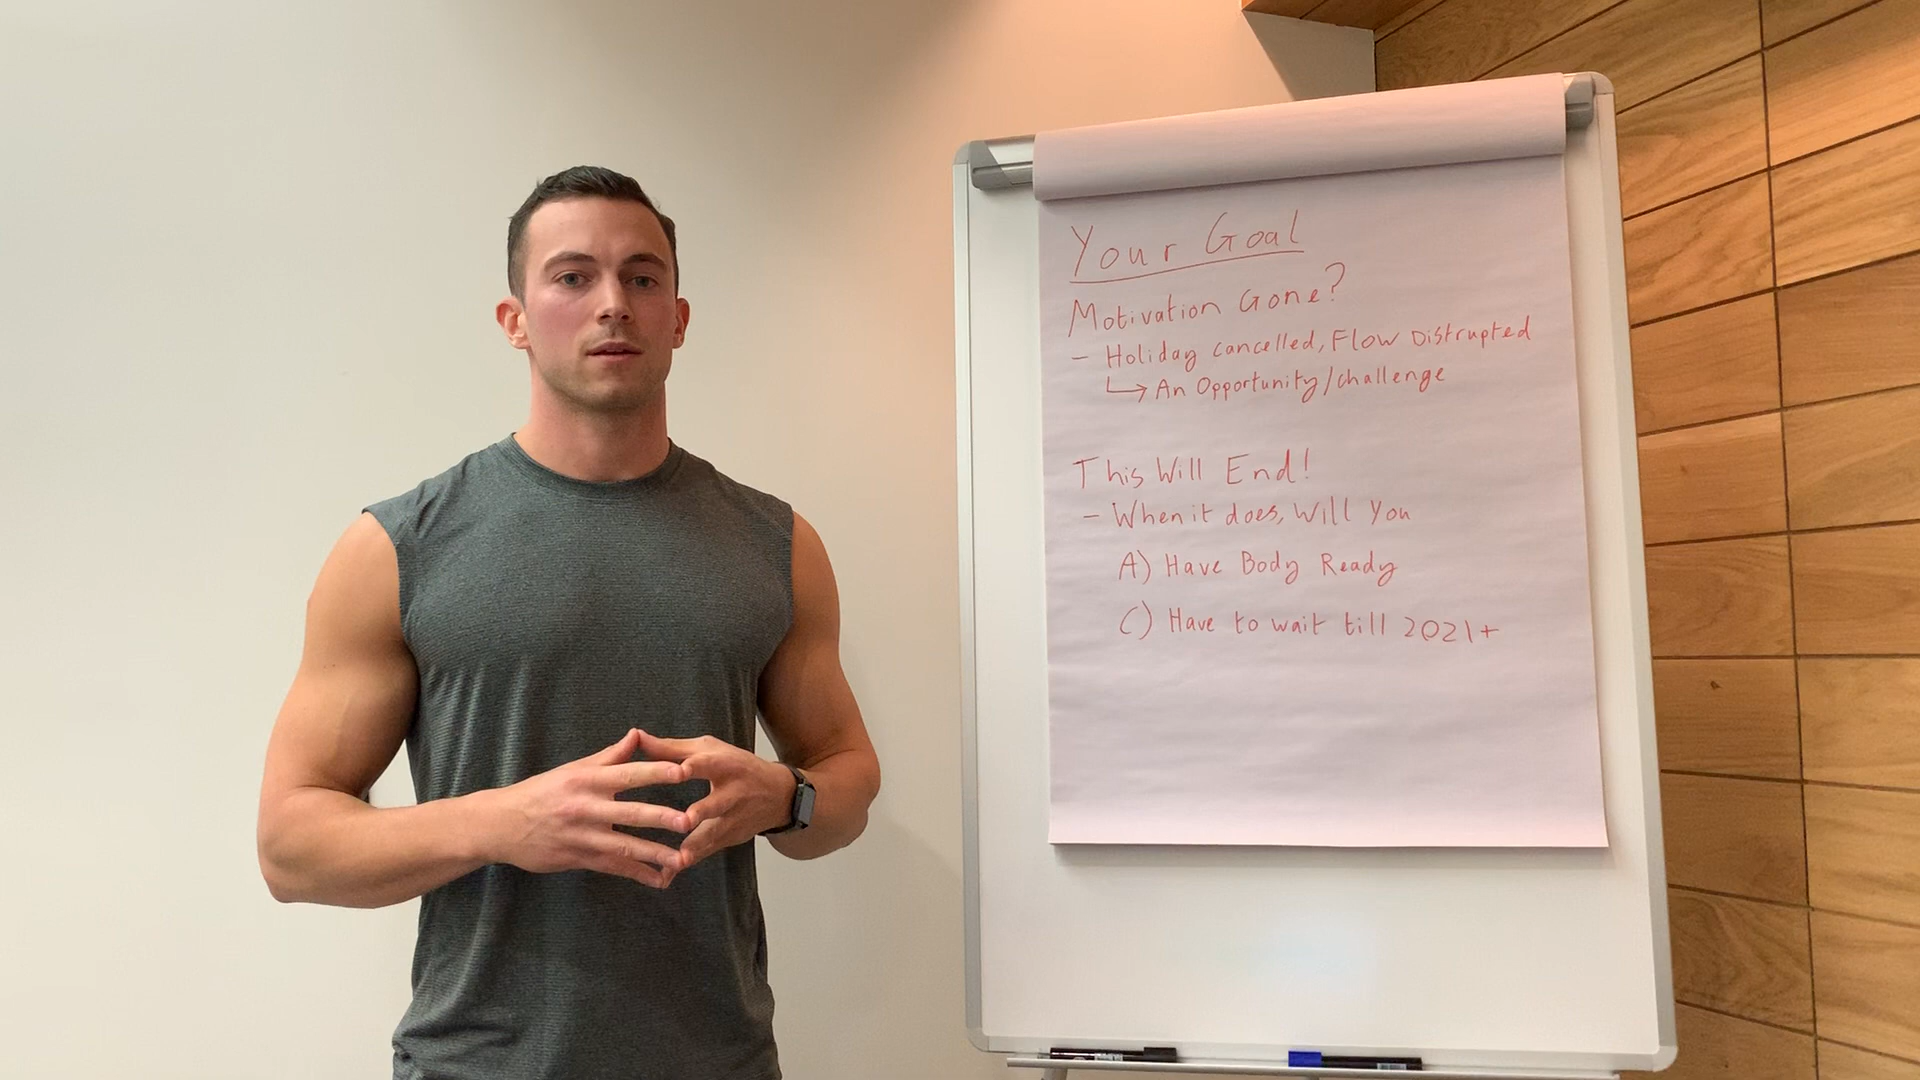 Your Goal
Motivation Gone?
- Holiday cancelled, Flow Distrupted
↳ An Opportunity/challenge
This Will End!
- When it does, Will You
A) Have Body Ready
C) Have to wait till 2021+